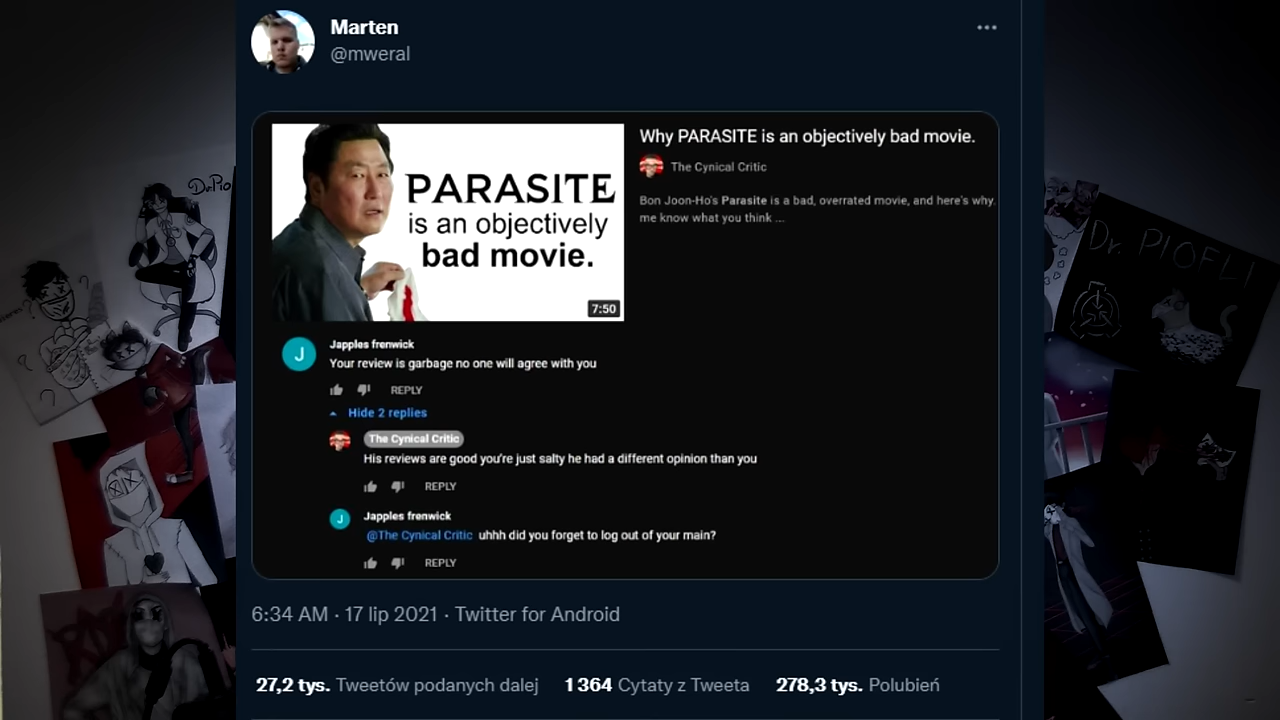 Marten
@mweral
PARASITE
is an objectively
bad movie.
7:50
Why PARASITE is an objectively bad movie.
The Cynical Critic
Bon Joon-Ho's Parasite is a bad, overrated movie, and here's why.
me know what you think ...
J
Japples frenwick
Your review is garbage no one will agree with you
REPLY
Hide 2 replies
The Cynical Critic
His reviews are good you're just salty he had a different opinion than you
REPLY
J
Japples frenwick
@The Cynical Critic uhhh did you forget to log out of your main?
REPLY
6:34 AM · 17 lip 2021 · Twitter for Android
27,2 tys. Tweetów podanych dalej 1 364 Cytaty z Tweeta 278,3 tys. Polubień
Dr. PIOFLI